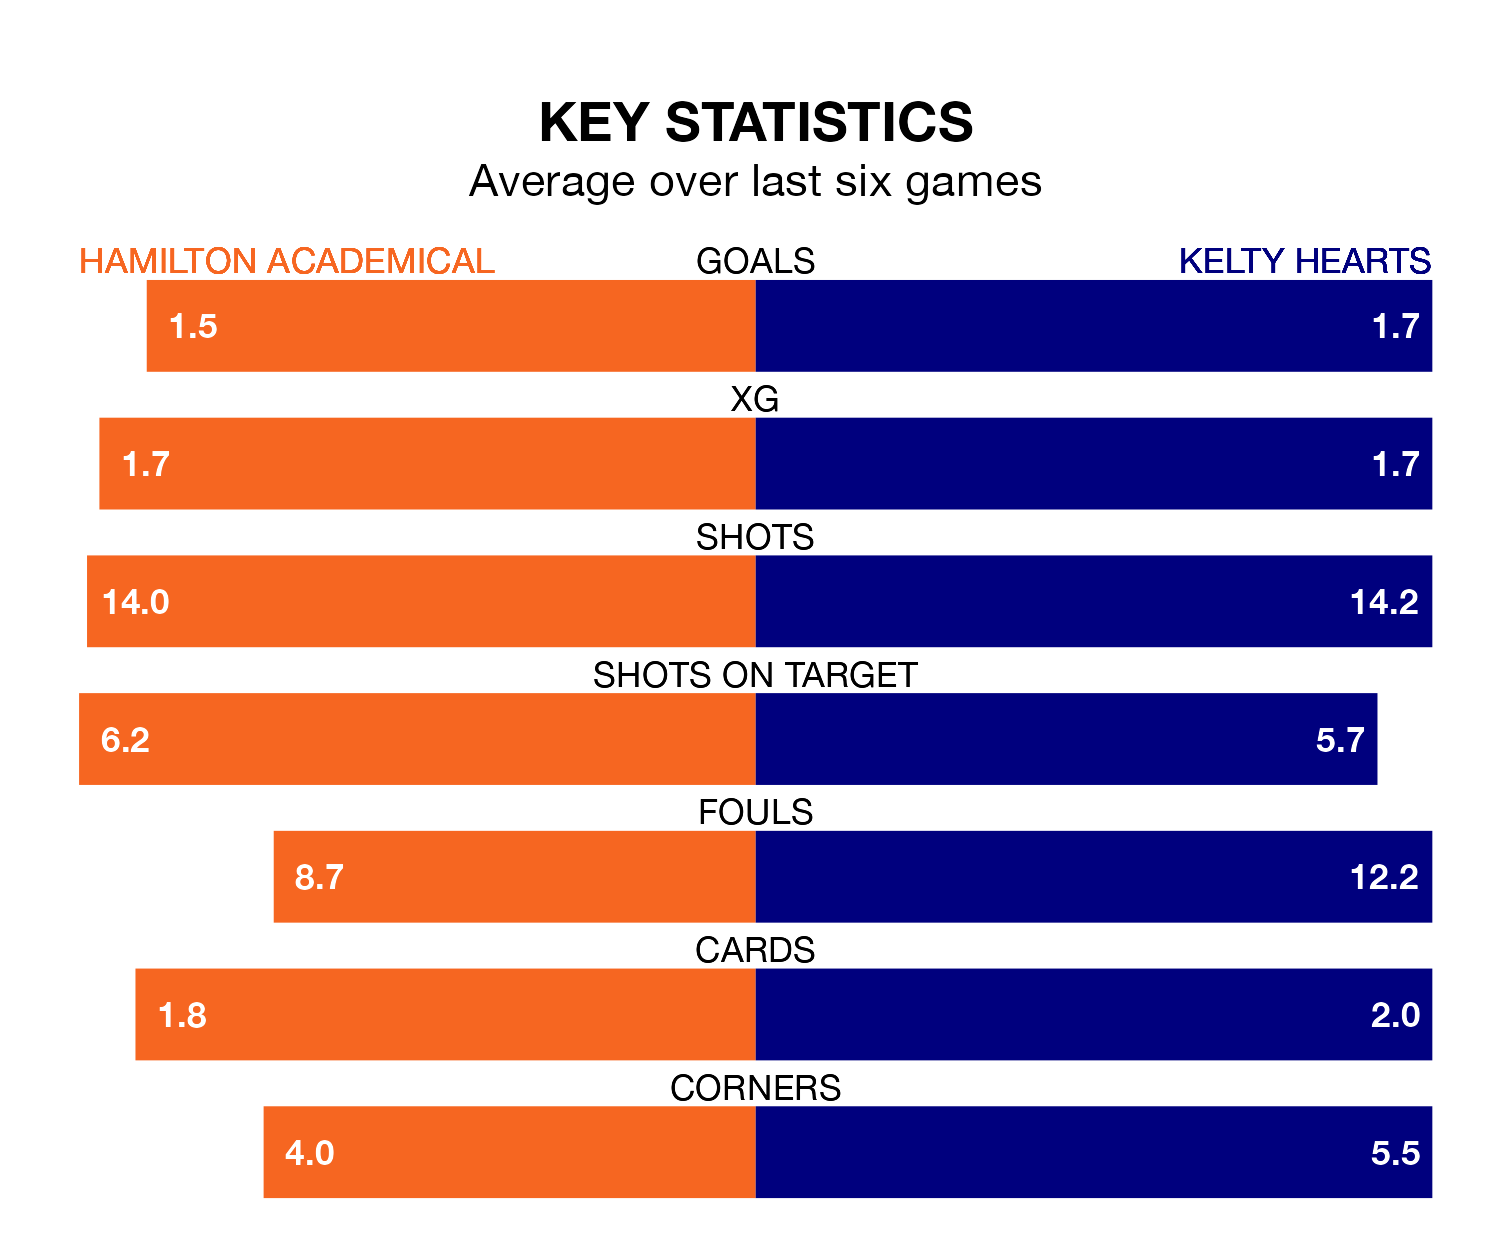 KEY STATISTICS
Average over last six games
HAMILTON ACADEMICAL GOALS KELTY HEARTS
1.5 1.7
XG
1.7 1.7
SHOTS
14.0 14.2
SHOTS ON TARGET
6.2 5.7
FOULS
8.7 12.2
CARDS
1.8 2.0
CORNERS
4.0 5.5